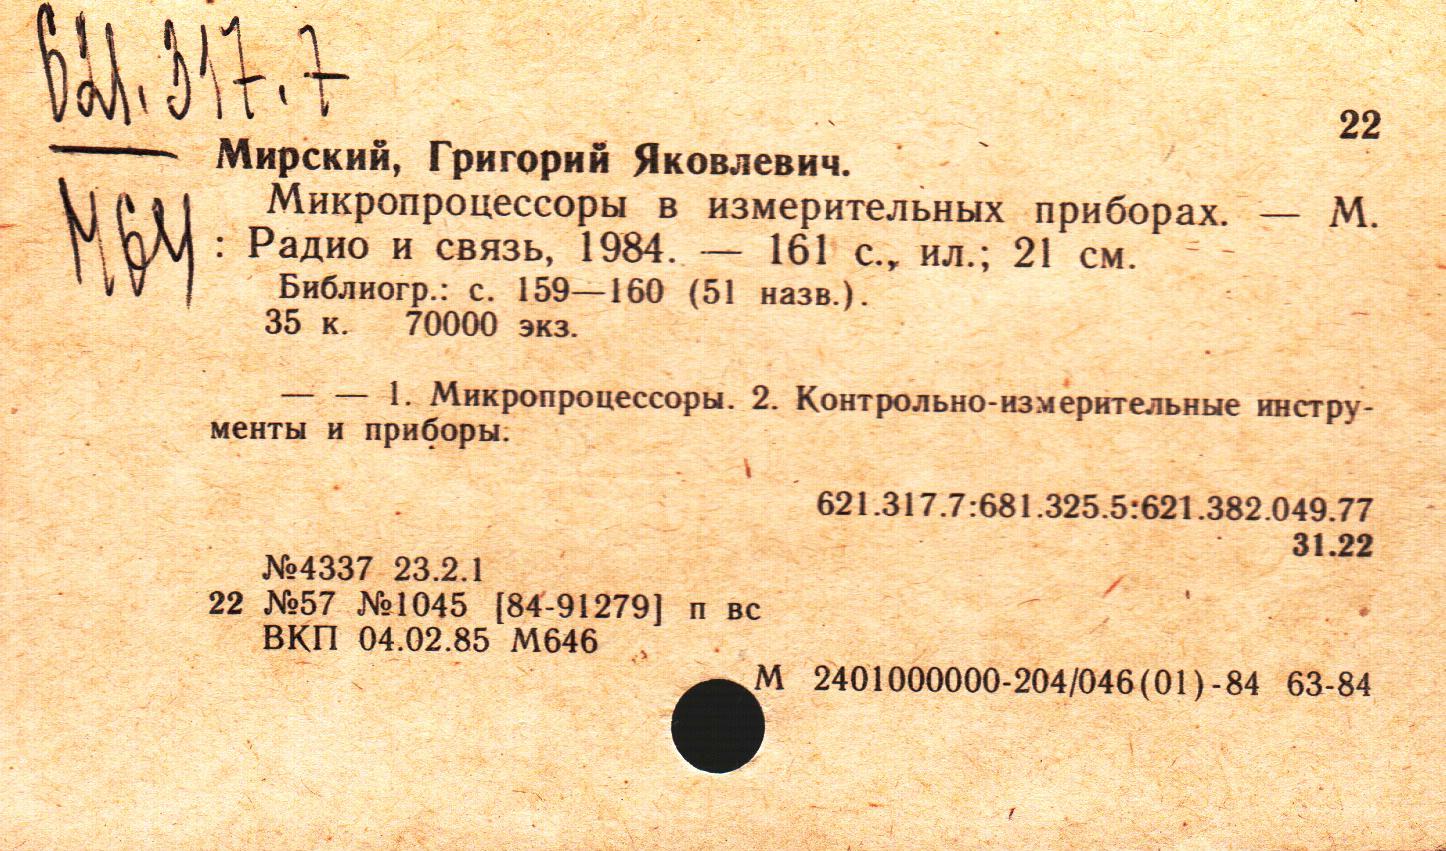 621.317.7
22
Мирский, Григорий Яковлевич.
М64
Микропроцессоры в измерительных приборах. — М.
: Радио и связь, 1984. — 161 с., ил.; 21 см.
Библиогр.: с. 159—160 (51 назв.).
35 к. 70000 экз.
— — 1. Микропроцессоры. 2. Контрольно-измерительные инстру-
менты и приборы.
621.317.7:681.325.5:621.382.049.77
31.22
№4337 23.2.1
22 №57 №1045 [84-91279] п вс
ВКП 04.02.85 М646
М 2401000000-204/046(01)-84 63-84